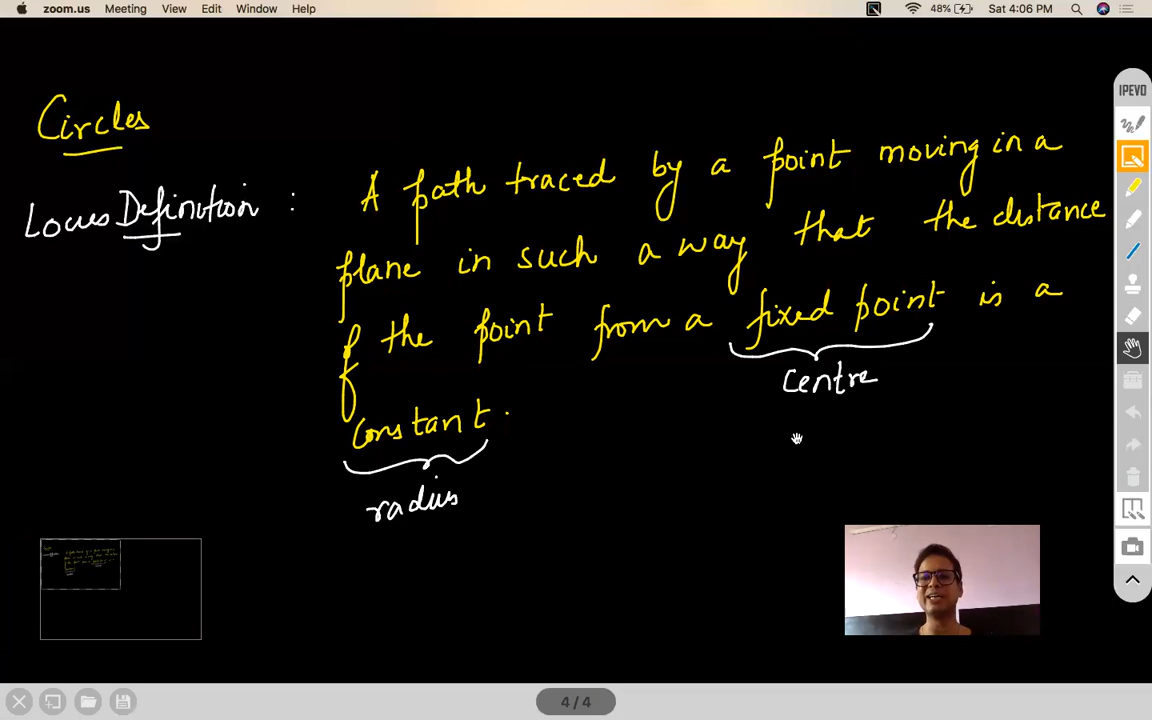 zoom.us Meeting View Edit Window Help 48% Sat 4:06 PM
IPEVO
Circles
Locus Definition : A path traced by a point moving in a
plane in such a way that the distance
of the point from a fixed point is a
Centre
constant.
radius
4 / 4